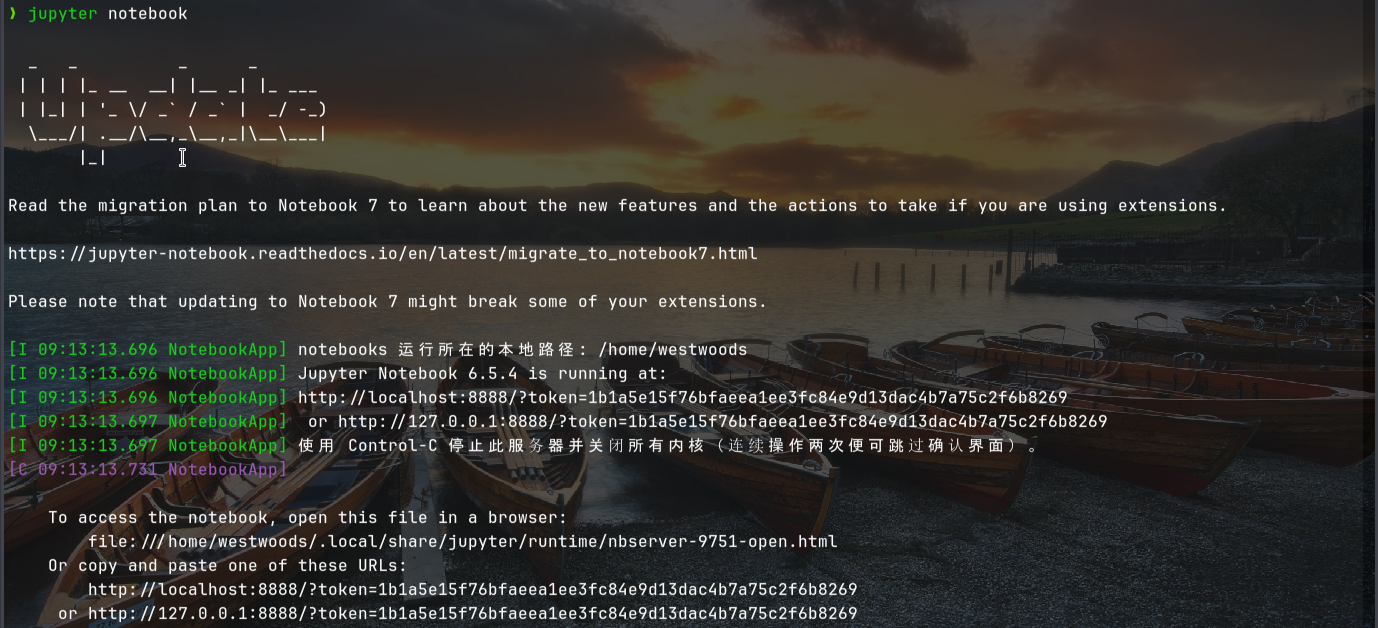 ❯ jupyter notebook
  _   _          _      _
 | | | |_ __  __| |__ _| |_ ___
 | |_| | '_ \/ _` / _` |  _/ -_)
  \___/| .__/\__,_\__,_|\__\___|
       |_|
Read the migration plan to Notebook 7 to learn about the new features and the actions to take if you are using extensions.
https://jupyter-notebook.readthedocs.io/en/latest/migrate_to_notebook7.html
Please note that updating to Notebook 7 might break some of your extensions.
[I 09:13:13.696 NotebookApp] notebooks 运行所在的本地路径: /home/westwoods
[I 09:13:13.696 NotebookApp] Jupyter Notebook 6.5.4 is running at:
[I 09:13:13.696 NotebookApp] http://localhost:8888/?token=1b1a5e15f76bfaeea1ee3fc84e9d13dac4b7a75c2f6b8269
[I 09:13:13.697 NotebookApp]  or http://127.0.0.1:8888/?token=1b1a5e15f76bfaeea1ee3fc84e9d13dac4b7a75c2f6b8269
[I 09:13:13.697 NotebookApp] 使用 Control-C 停止此服务器并关闭所有内核（连续操作两次便可跳过确认界面）。
[C 09:13:13.731 NotebookApp]
    To access the notebook, open this file in a browser:
        file:///home/westwoods/.local/share/jupyter/runtime/nbserver-9751-open.html
    Or copy and paste one of these URLs:
        http://localhost:8888/?token=1b1a5e15f76bfaeea1ee3fc84e9d13dac4b7a75c2f6b8269
     or http://127.0.0.1:8888/?token=1b1a5e15f76bfaeea1ee3fc84e9d13dac4b7a75c2f6b8269